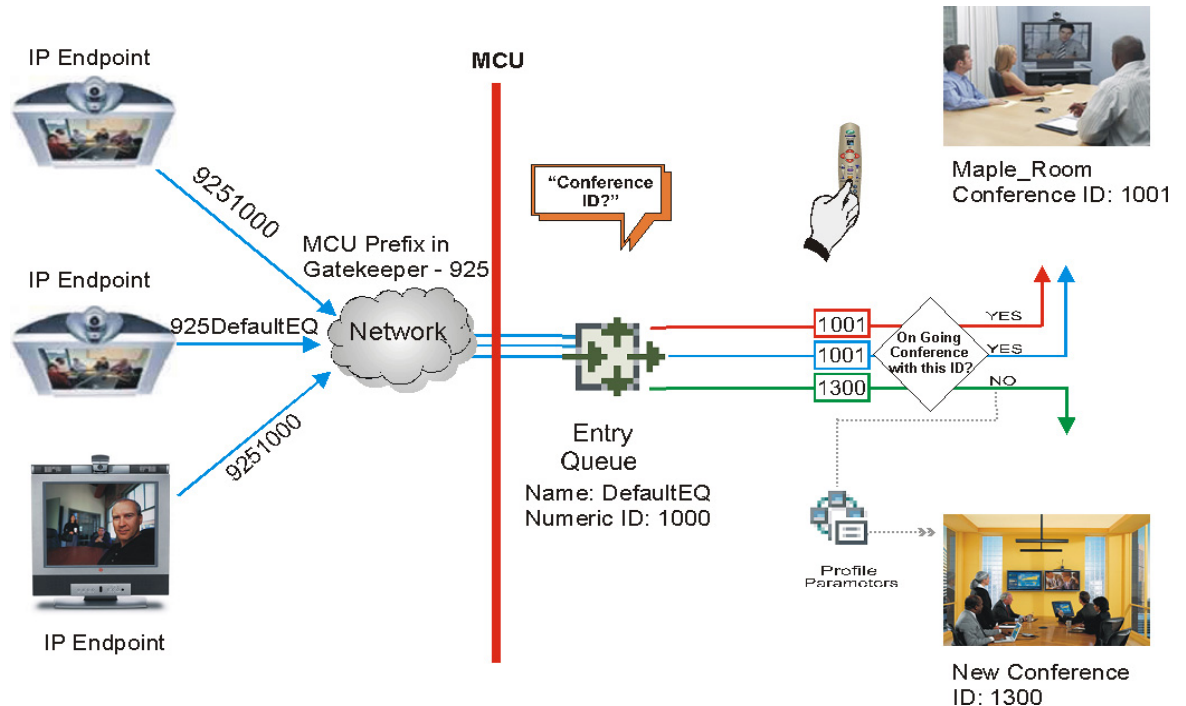 IP Endpoint
MCU
9251000
"Conference
ID?"
Maple_Room
Conference ID: 1001
MCU Prefix in
Gatekeeper - 925
IP Endpoint
925DefaultEQ
Network
1001
YES
On Going
Conference
with this ID?
1001
YES
1300
NO
9251000
Entry
Queue
Name: DefaultEQ
Numeric ID: 1000
Profile
Parameters
IP Endpoint
New Conference
ID: 1300